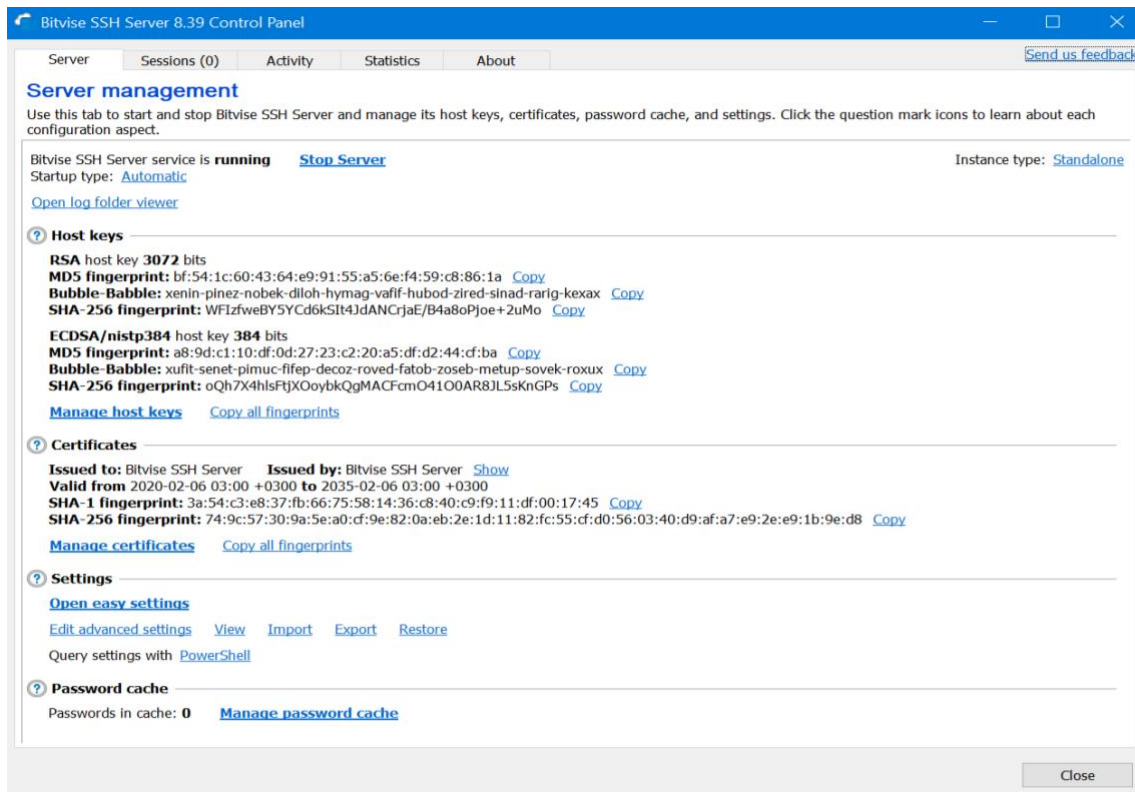 Bitvise SSH Server 8.39 Control Panel
Server Sessions (0) Activity Statistics About Send us feedback
Server management
Use this tab to start and stop Bitvise SSH Server and manage its host keys, certificates, password cache, and settings. Click the question mark icons to learn about each
configuration aspect.
Bitvise SSH Server service is running Stop Server Instance type: Standalone
Startup type: Automatic
Open log folder viewer
? Host keys
RSA host key 3072 bits
MD5 fingerprint: bf:54:1c:60:43:64:e9:91:55:a5:6e:f4:59:c8:86:1a Copy
Bubble-Babble: xenin-pinez-nobek-diloh-hymag-vafif-hubod-zired-sinad-rarig-kexax Copy
SHA-256 fingerprint: WFIzfweBY5YCd6kSIt4JdANCrjaE/B4a8oPjoe+2uMo Copy
ECDSA/nistp384 host key 384 bits
MD5 fingerprint: a8:9d:c1:10:df:0d:27:23:c2:20:a5:df:d2:44:cf:ba Copy
Bubble-Babble: xufit-senet-pimuc-fifep-decoz-roved-fatob-zoseb-metup-sovek-roxux Copy
SHA-256 fingerprint: oQh7X4hlsFtjXOoybkQgMACFcmO41O0AR8JL5sKnGPs Copy
Manage host keys Copy all fingerprints
? Certificates
Issued to: Bitvise SSH Server Issued by: Bitvise SSH Server Show
Valid from 2020-02-06 03:00 +0300 to 2035-02-06 03:00 +0300
SHA-1 fingerprint: 3a:54:c3:e8:37:fb:66:75:58:14:36:c8:40:c9:f9:11:df:00:17:45 Copy
SHA-256 fingerprint: 74:9c:57:30:9a:5e:a0:cf:9e:82:0a:eb:2e:1d:11:82:fc:55:cf:d0:56:03:40:d9:af:a7:e9:2e:e9:1b:9e:d8 Copy
Manage certificates Copy all fingerprints
? Settings
Open easy settings
Edit advanced settings View Import Export Restore
Query settings with PowerShell
? Password cache
Passwords in cache: 0 Manage password cache
Close